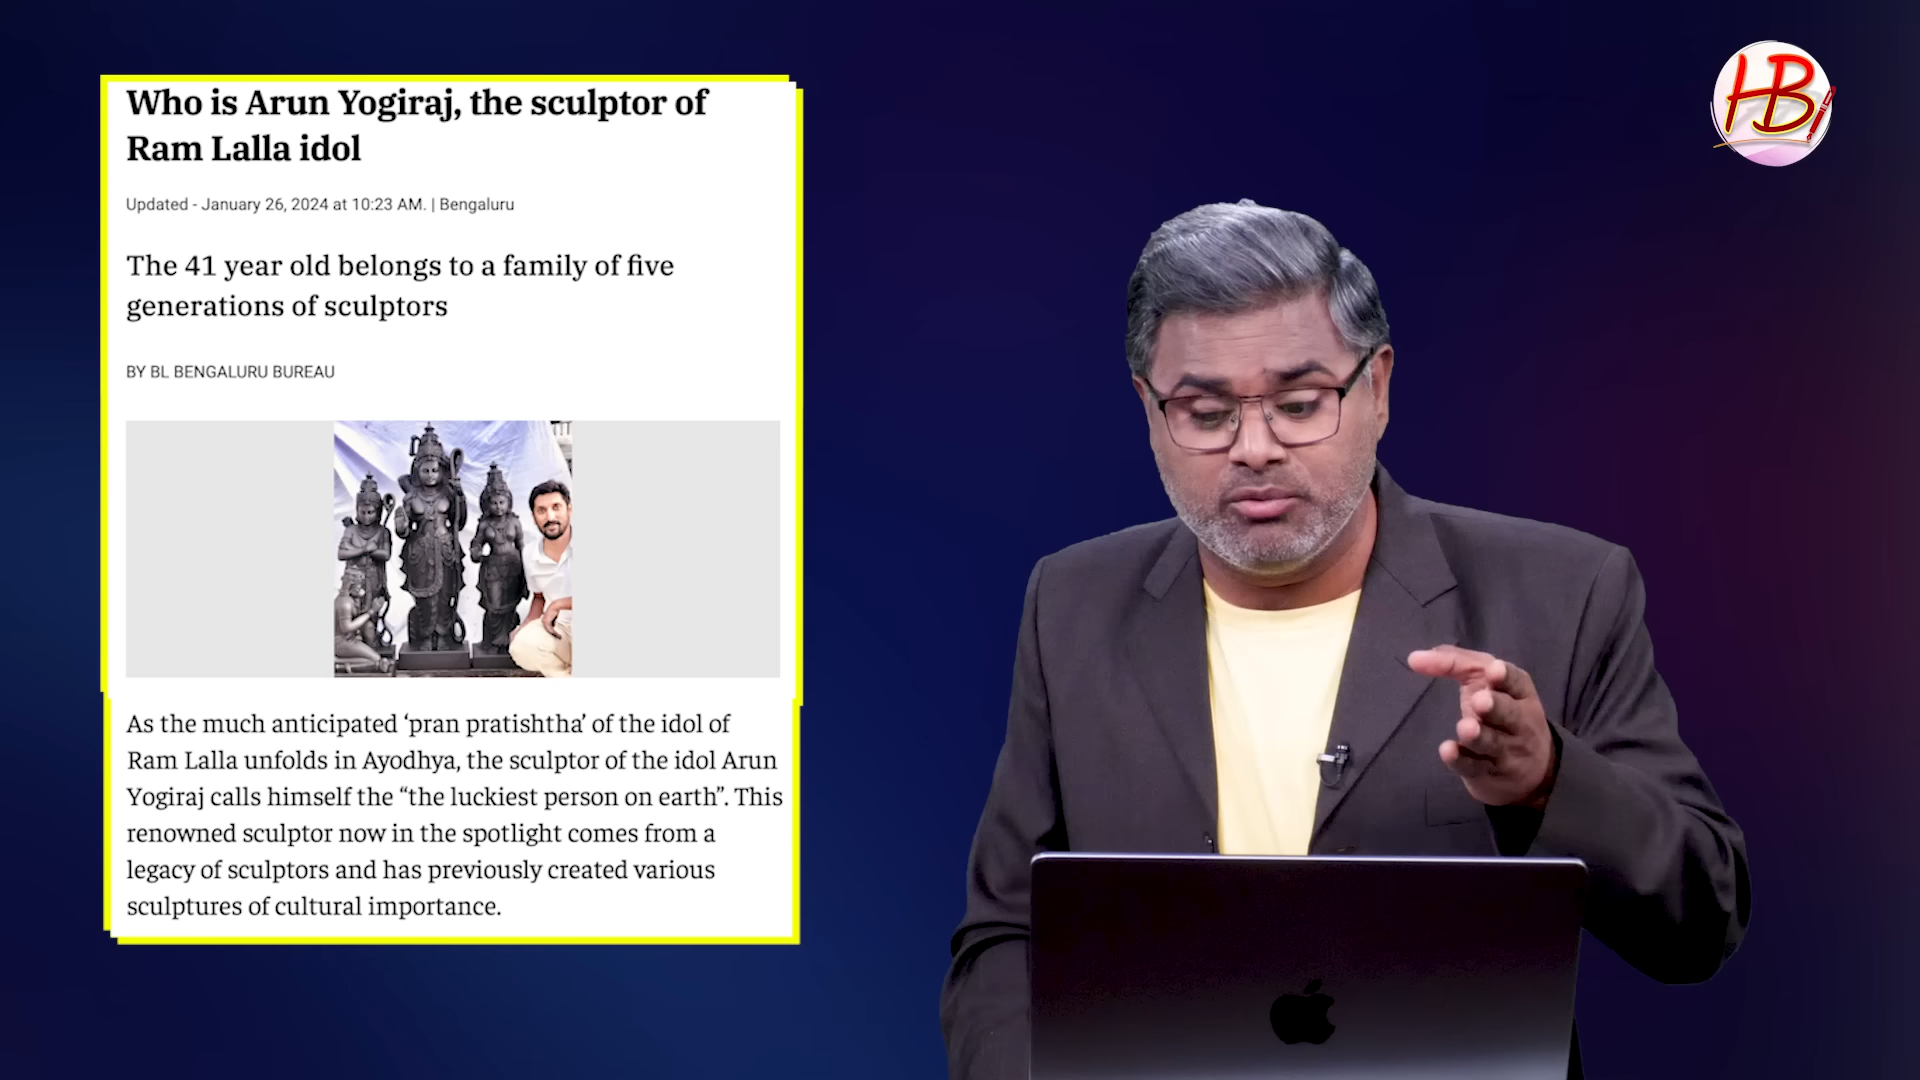 Who is Arun Yogiraj, the sculptor of
Ram Lalla idol
Updated - January 26, 2024 at 10:23 AM. | Bengaluru
The 41 year old belongs to a family of five
generations of sculptors
BY BL BENGALURU BUREAU
As the much anticipated ‘pran pratishtha’ of the idol of
Ram Lalla unfolds in Ayodhya, the sculptor of the idol Arun
Yogiraj calls himself the “the luckiest person on earth”. This
renowned sculptor now in the spotlight comes from a
legacy of sculptors and has previously created various
sculptures of cultural importance.
HB